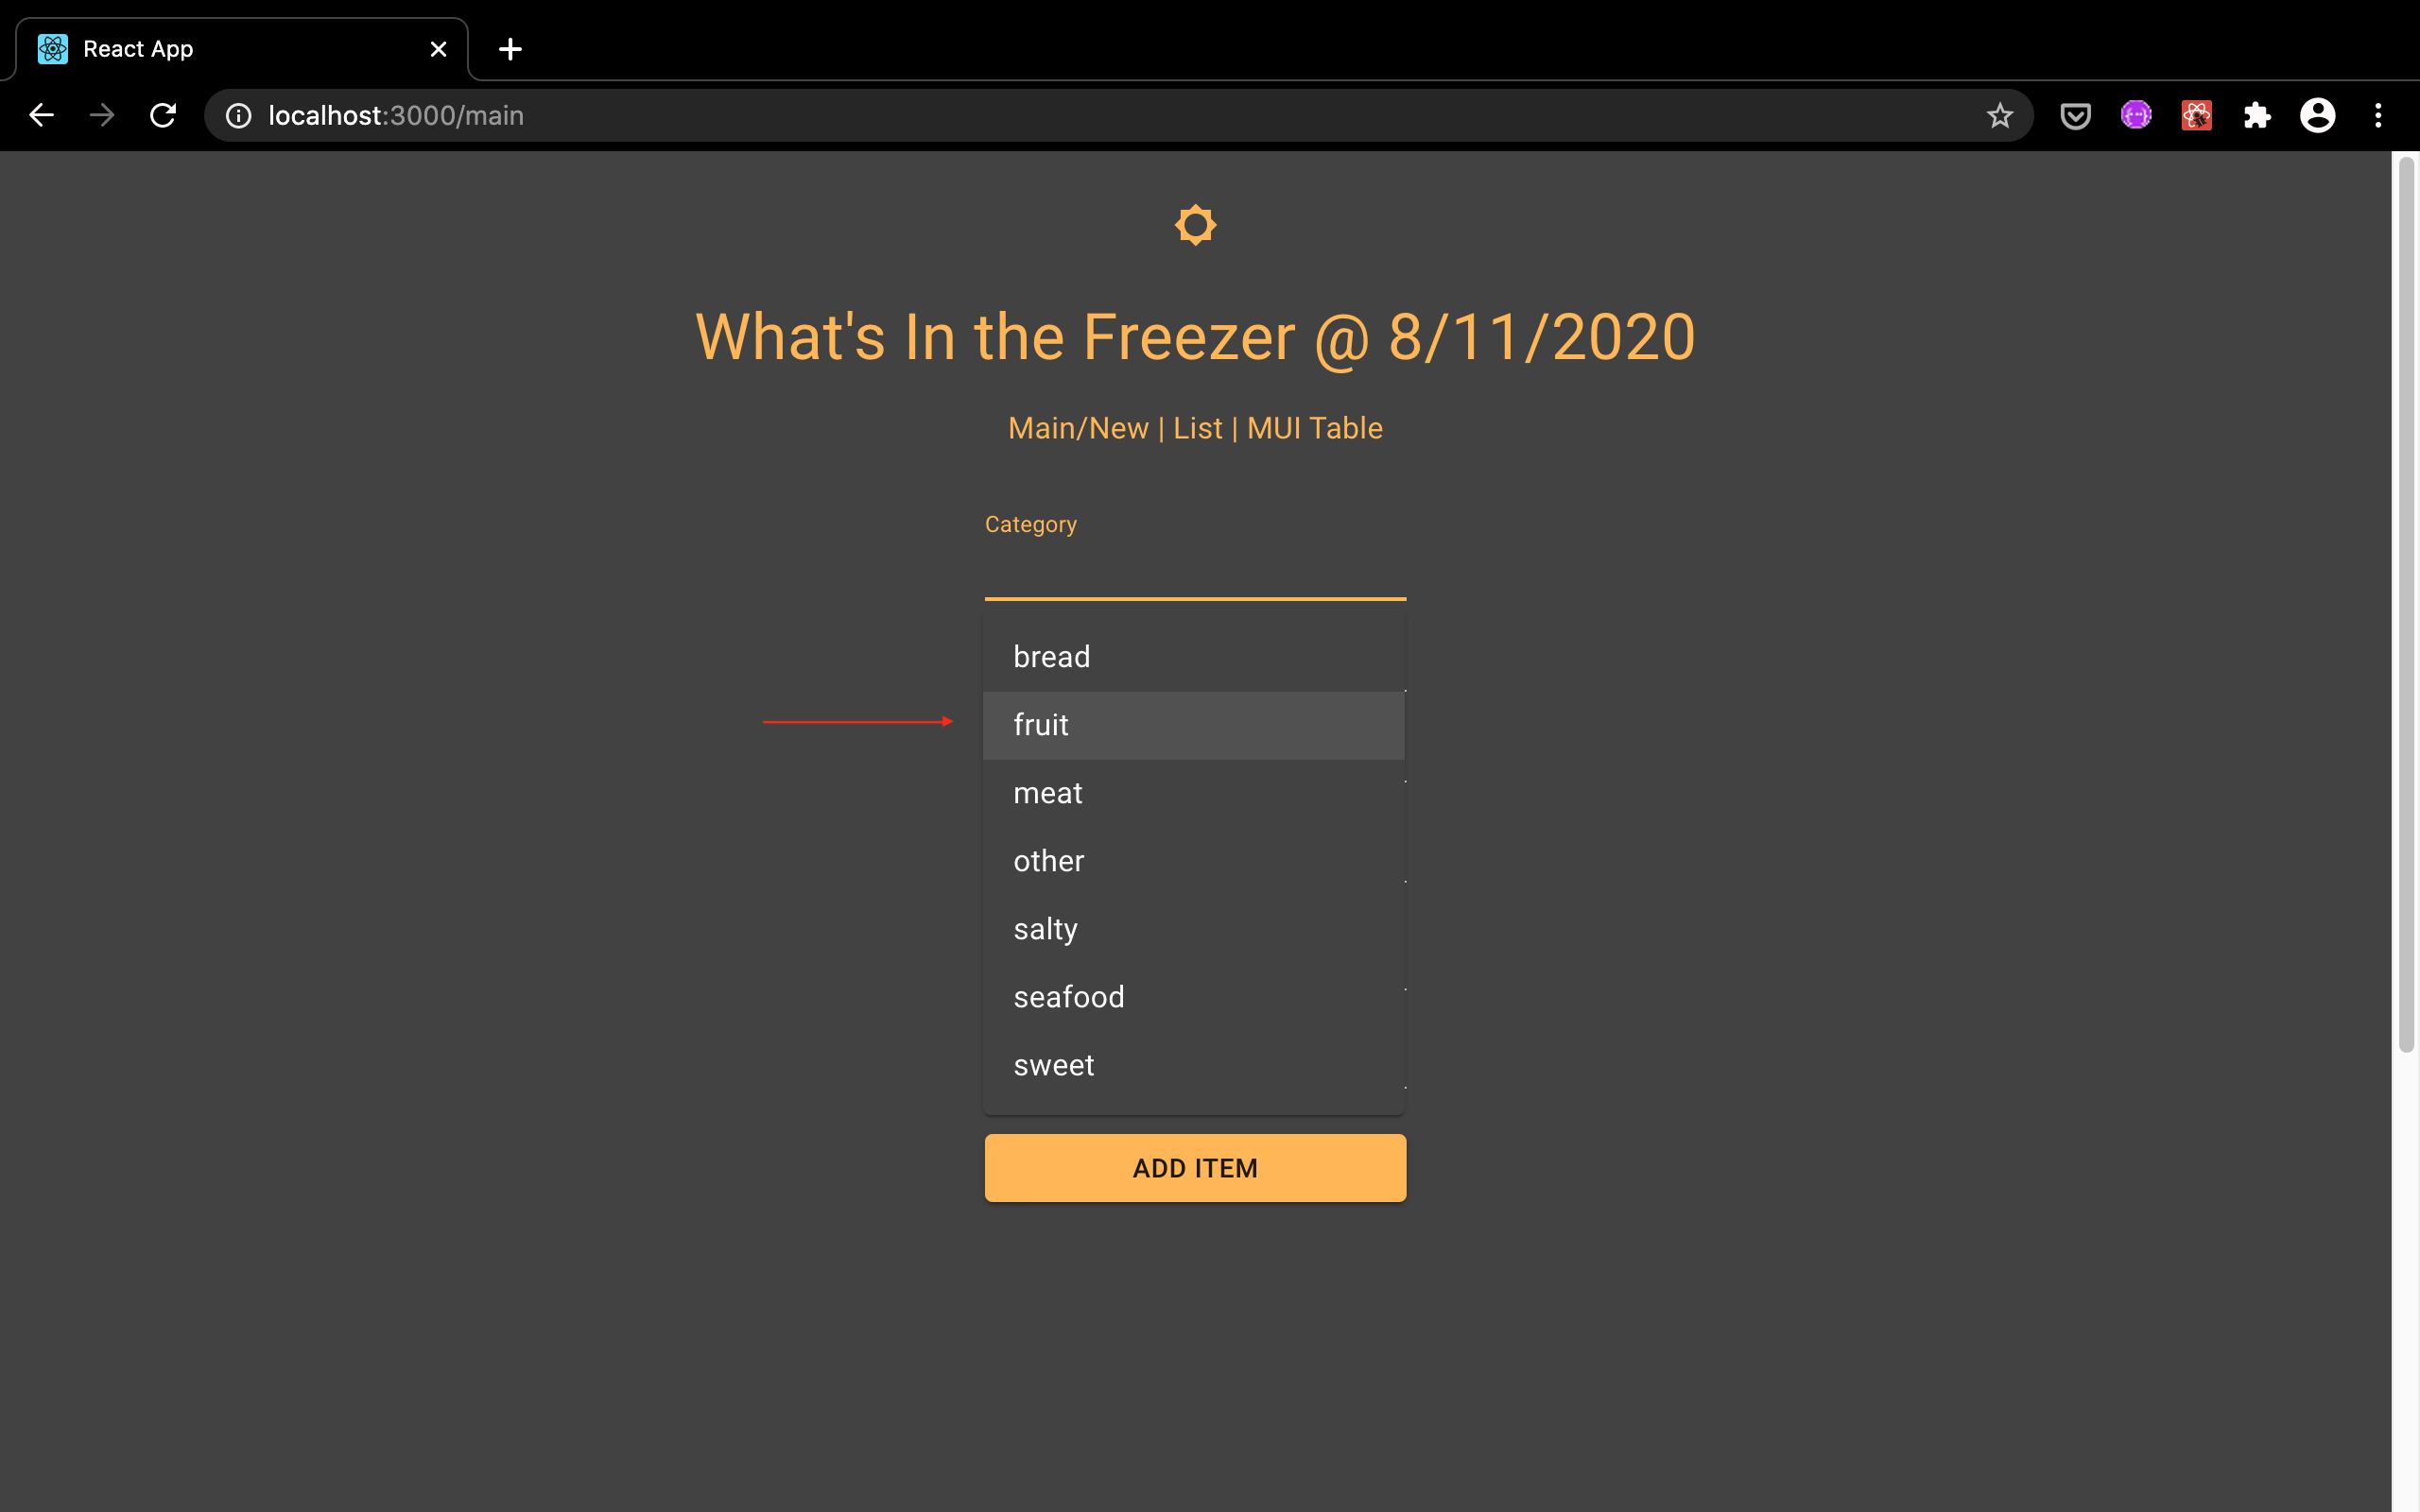 React App
localhost:3000/main
What's In the Freezer @ 8/11/2020
Main/New | List | MUI Table
Category
bread
fruit
meat
other
salty
seafood
sweet
ADD ITEM